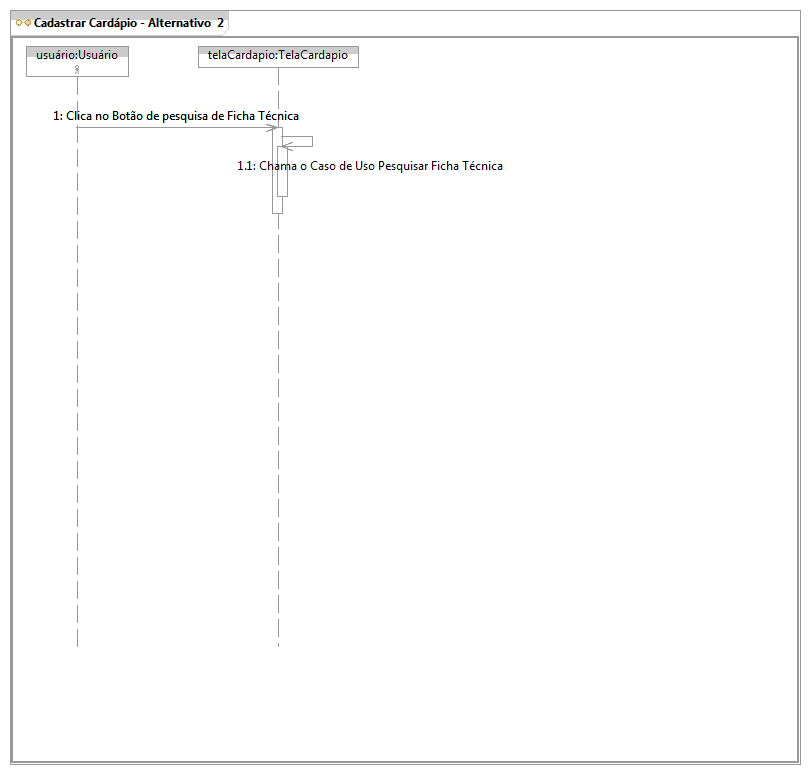 Cadastrar Cardápio - Alternativo 2
usuário:Usuário
telaCardapio:TelaCardapio
1: Clica no Botão de pesquisa de Ficha Técnica
1.1: Chama o Caso de Uso Pesquisar Ficha Técnica